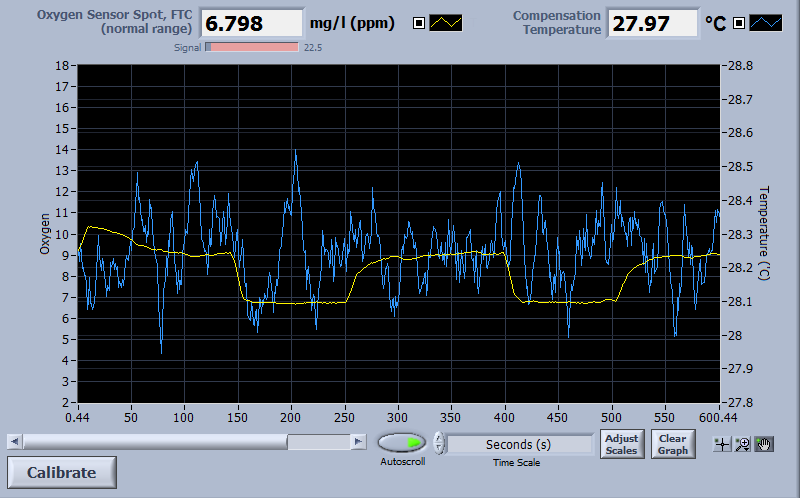 Oxygen Sensor Spot, FTC
(normal range)
6.798
mg/l (ppm)
Compensation
Temperature
27.97
°C
Signal
22.5
18
17
16
15
14
13
12
11
10
9
8
7
6
5
4
3
2
Oxygen
28.8
28.7
28.6
28.5
28.4
28.3
28.2
28.1
28
27.9
27.8
Temperature (°C)
0.44 50 100 150 200 250 300 350 400 450 500 550 600.44
Autoscroll
Seconds (s)
Time Scale
Adjust
Scales
Clear
Graph
Calibrate